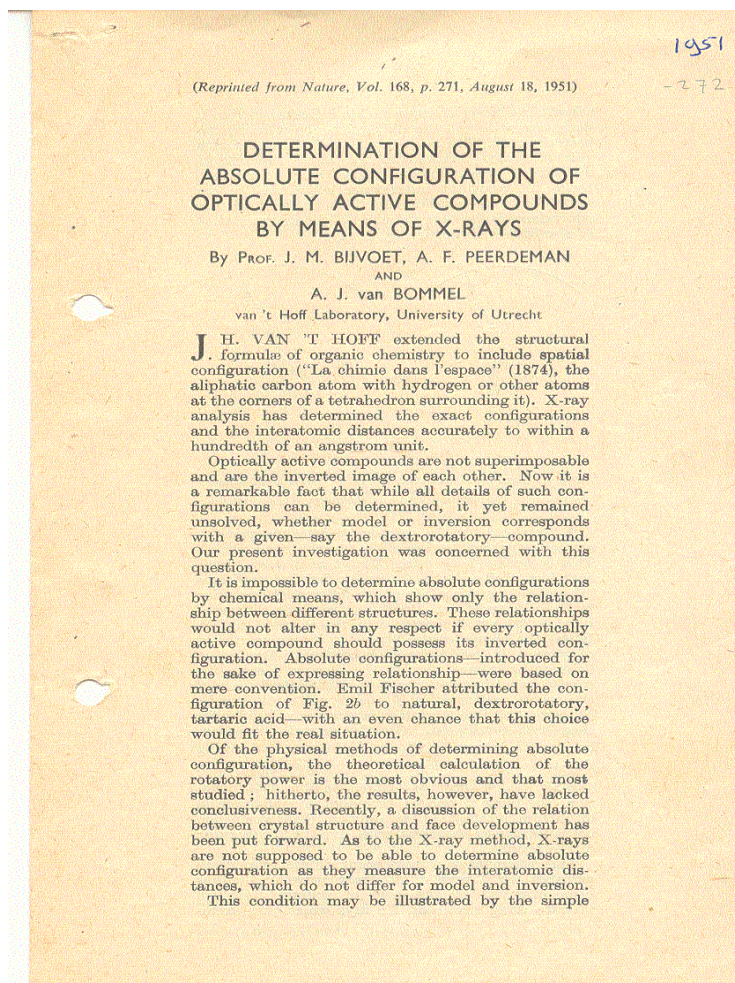 1951
(Reprinted from Nature, Vol. 168, p. 271, August 18, 1951)
-272
DETERMINATION OF THE
ABSOLUTE CONFIGURATION OF
OPTICALLY ACTIVE COMPOUNDS
BY MEANS OF X-RAYS
By PROF. J. M. BIJVOET, A. F. PEERDEMAN
AND
A. J. van BOMMEL
van 't Hoff Laboratory, University of Utrecht
J. H. VAN 'T HOFF extended the structural
formulæ of organic chemistry to include spatial
configuration ("La chimie dans l'espace" (1874), the
aliphatic carbon atom with hydrogen or other atoms
at the corners of a tetrahedron surrounding it). X-ray
analysis has determined the exact configurations
and the interatomic distances accurately to within a
hundredth of an angstrom unit.
Optically active compounds are not superimposable
and are the inverted image of each other. Now it is
a remarkable fact that while all details of such con-
figurations can be determined, it yet remained
unsolved, whether model or inversion corresponds
with a given—say the dextrorotatory—compound.
Our present investigation was concerned with this
question.
It is impossible to determine absolute configurations
by chemical means, which show only the relation-
ship between different structures. These relationships
would not alter in any respect if every optically
active compound should possess its inverted con-
figuration. Absolute configurations—introduced for
the sake of expressing relationship—were based on
mere convention. Emil Fischer attributed the con-
figuration of Fig. 2b to natural, dextrorotatory,
tartaric acid—with an even chance that this choice
would fit the real situation.
Of the physical methods of determining absolute
configuration, the theoretical calculation of the
rotatory power is the most obvious and that most
studied ; hitherto, the results, however, have lacked
conclusiveness. Recently, a discussion of the relation
between crystal structure and face development has
been put forward. As to the X-ray method, X-rays
are not supposed to be able to determine absolute
configuration as they measure the interatomic dis-
tances, which do not differ for model and inversion.
This condition may be illustrated by the simple